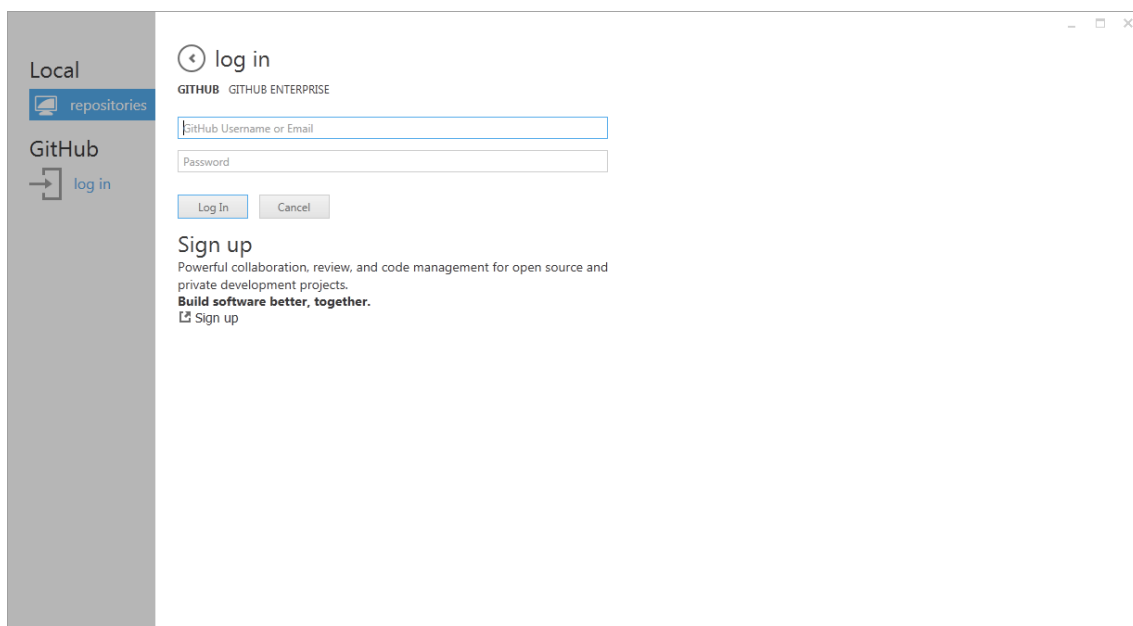 Local
repositories
GitHub
log in
log in
GITHUB GITHUB ENTERPRISE
GitHub Username or Email
Password
Log In Cancel
Sign up
Powerful collaboration, review, and code management for open source and
private development projects.
Build software better, together.
Sign up